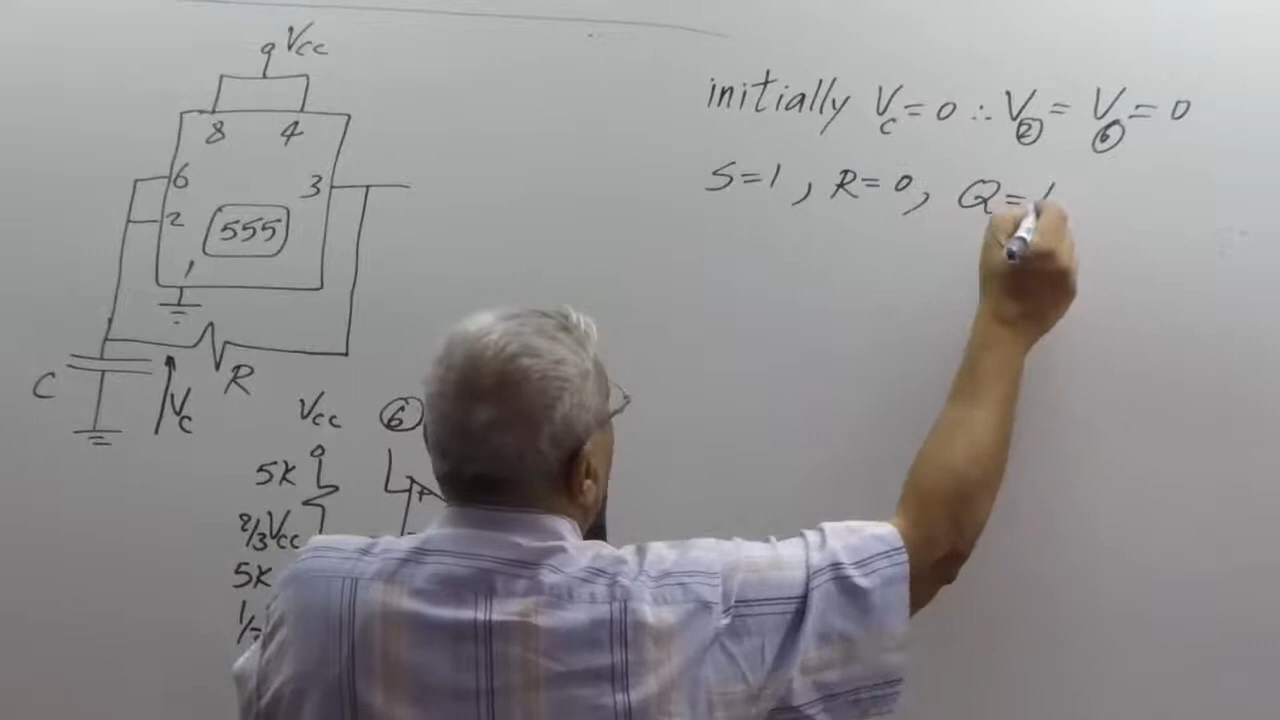 Vcc
8 4
6 3
2 555
1
C Vc R
Vcc 6
5K
2/3Vcc
5K
initially Vc = 0 ∴ V2 = V6 = 0
S=1, R=0, Q=1